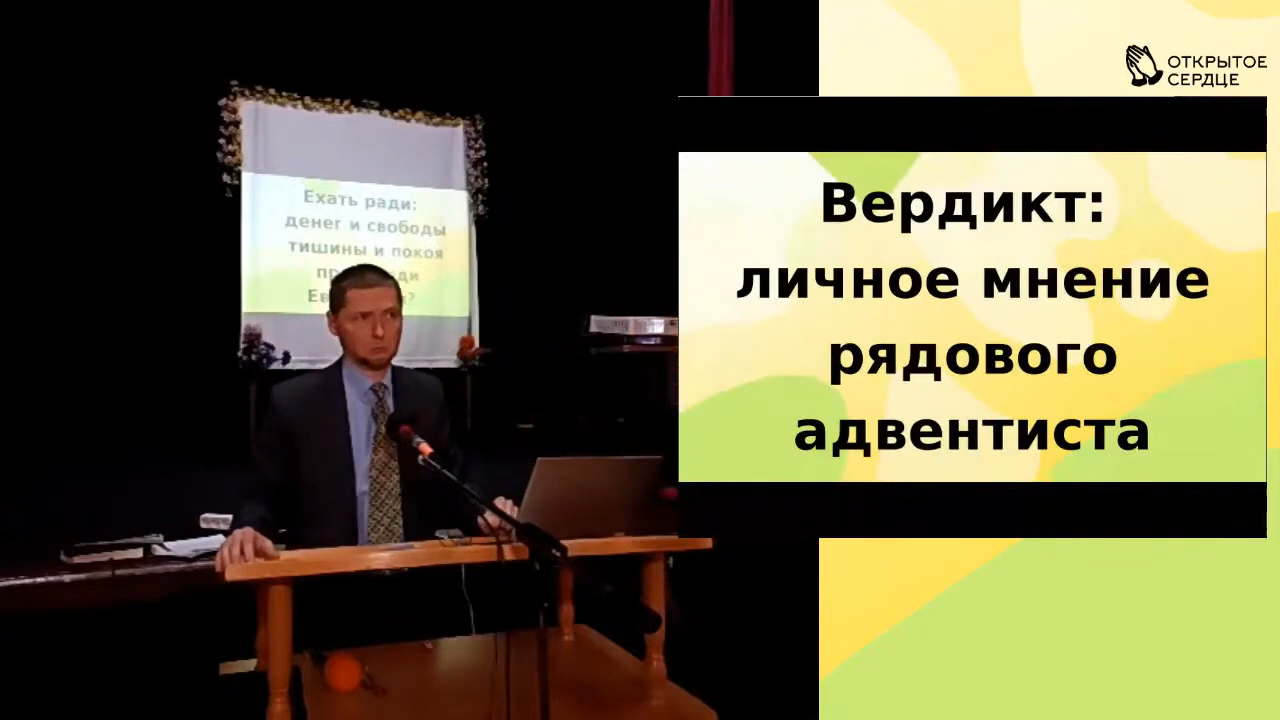 ОТКРЫТОЕ
СЕРДЦЕ
Вердикт:
личное мнение
рядового
адвентиста
Ехать ради:
денег и свободы
тишины и покоя